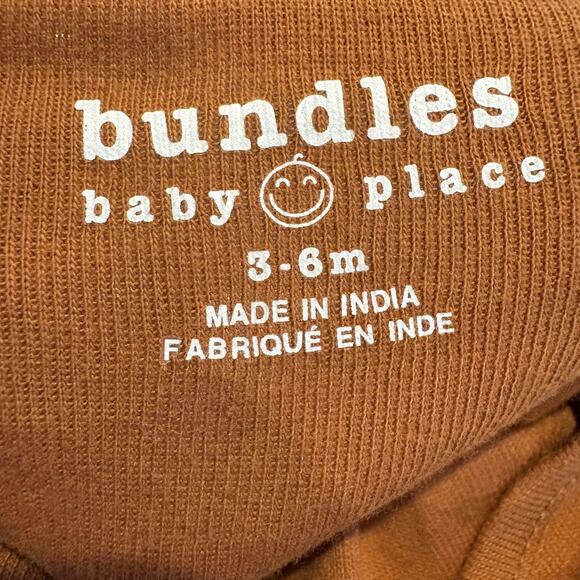 bundles
baby place
3-6m
MADE IN INDIA
FABRIQUÉ EN INDE